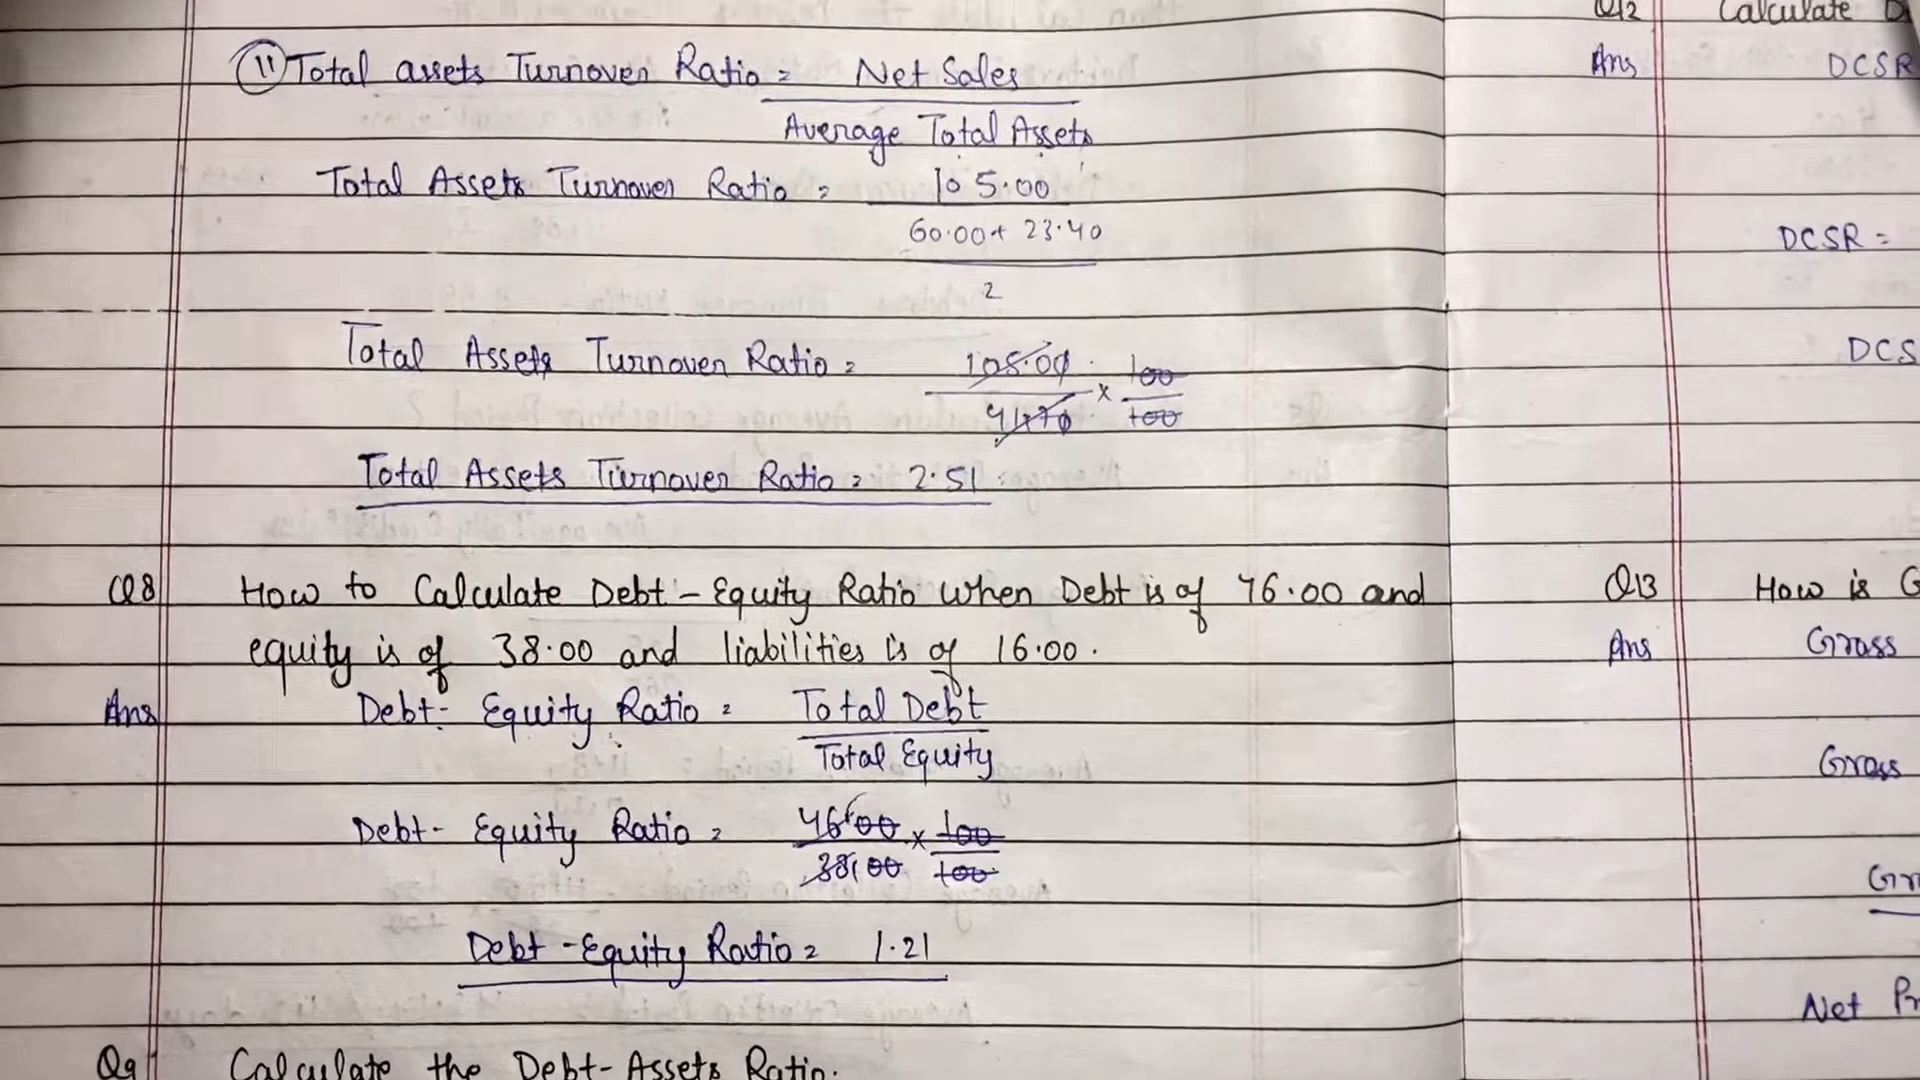 11 Total assets Turnover Ratio = Net Sales
Average Total Assets
Total Assets Turnover Ratio = 105.00
60.00 + 23.40
2
Total Assets Turnover Ratio = 105.00 × 100
41.70 100
Total Assets Turnover Ratio = 2.51
Q8 How to Calculate Debt - Equity Ratio when Debt is of 46.00 and
equity is of 38.00 and liabilities is of 16.00.
Ans Debt - Equity Ratio = Total Debt
Total Equity
Debt - Equity Ratio = 46.00 × 100
38.00 100
Debt - Equity Ratio = 1.21
Q9 Calculate the Debt - Assets Ratio.
Q12 Calculate D
Ans DCSR
DCSR =
DCS
Q13 How is G
Ans Gross
Gross
Gr
Net Pr